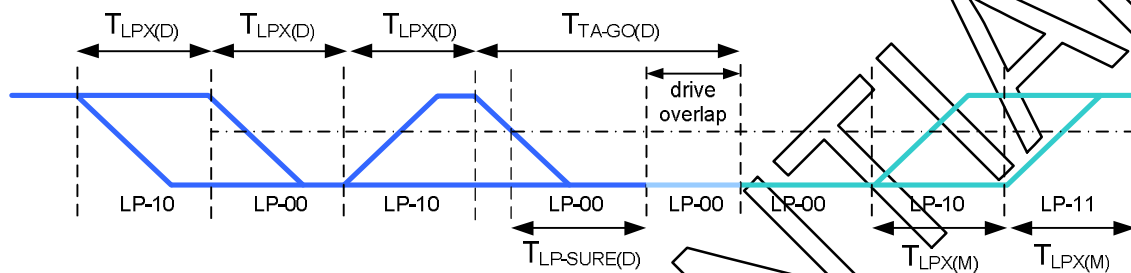 TLPX(D) TLPX(D) TLPX(D) TTA-GO(D)
drive
overlap
LP-10 LP-00 LP-10 LP-00 LP-00 LP-00 LP-10 LP-11
TLP-SURE(D) TLPX(M) TLPX(M)